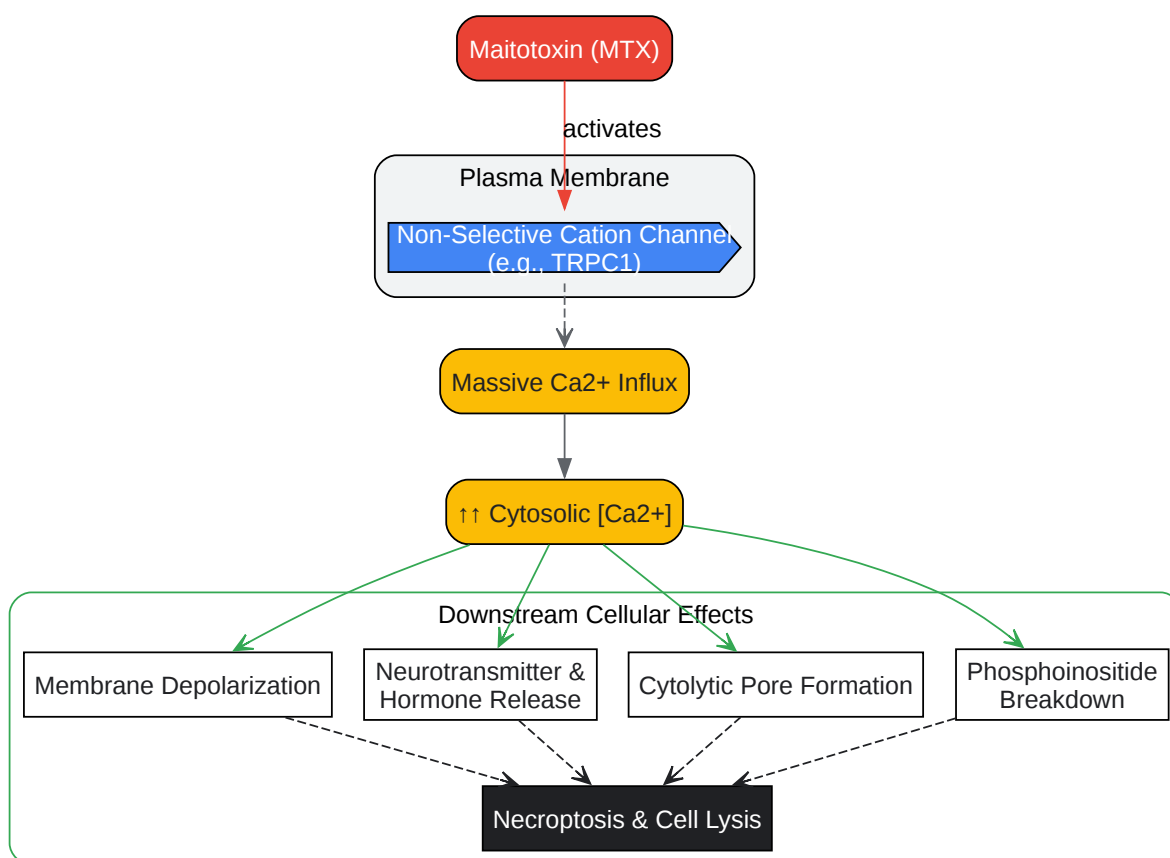 Maitotoxin (MTX)
activates
Plasma Membrane
Non-Selective Cation Channel
(e.g., TRPC1)
Massive Ca2+ Influx
↑↑ Cytosolic [Ca2+]
Downstream Cellular Effects
Membrane Depolarization
Neurotransmitter &
Hormone Release
Cytolytic Pore Formation
Phosphoinositide
Breakdown
Necroptosis & Cell Lysis